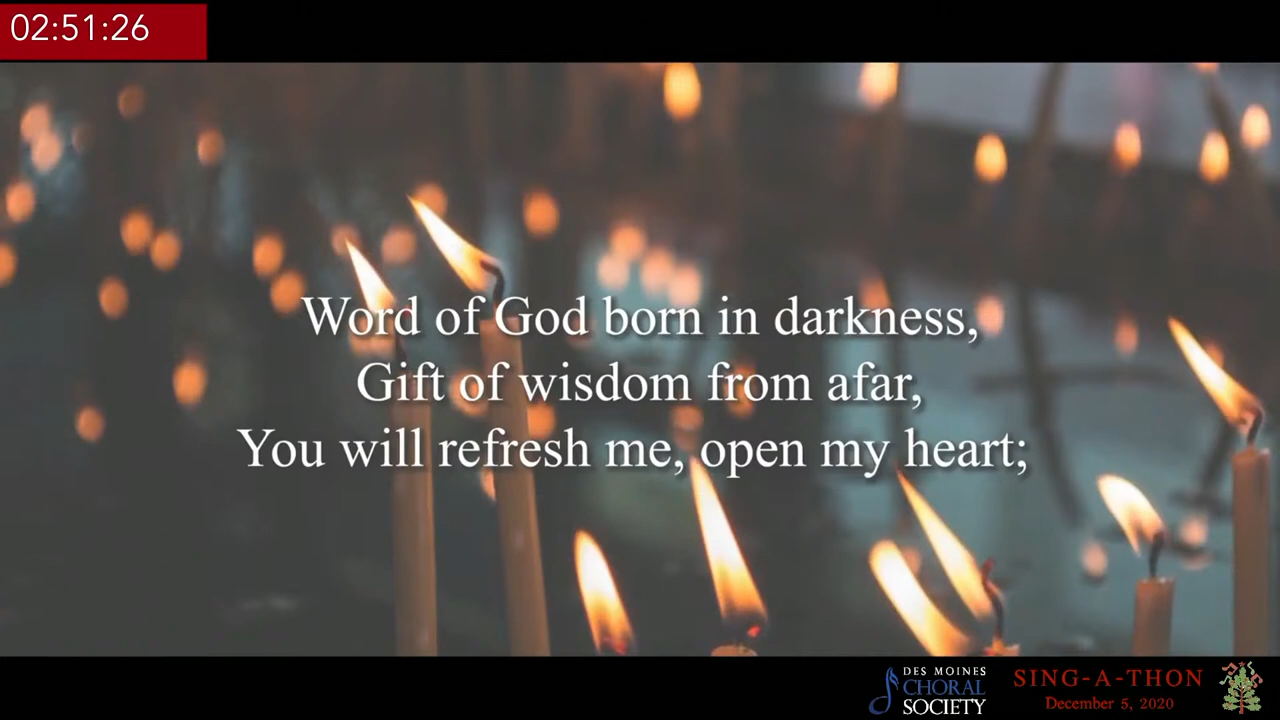 02:51:26
Word of God born in darkness,
Gift of wisdom from afar,
You will refresh me, open my heart;
DES MOINES
CHORAL
SOCIETY
SING-A-THON
December 5, 2020